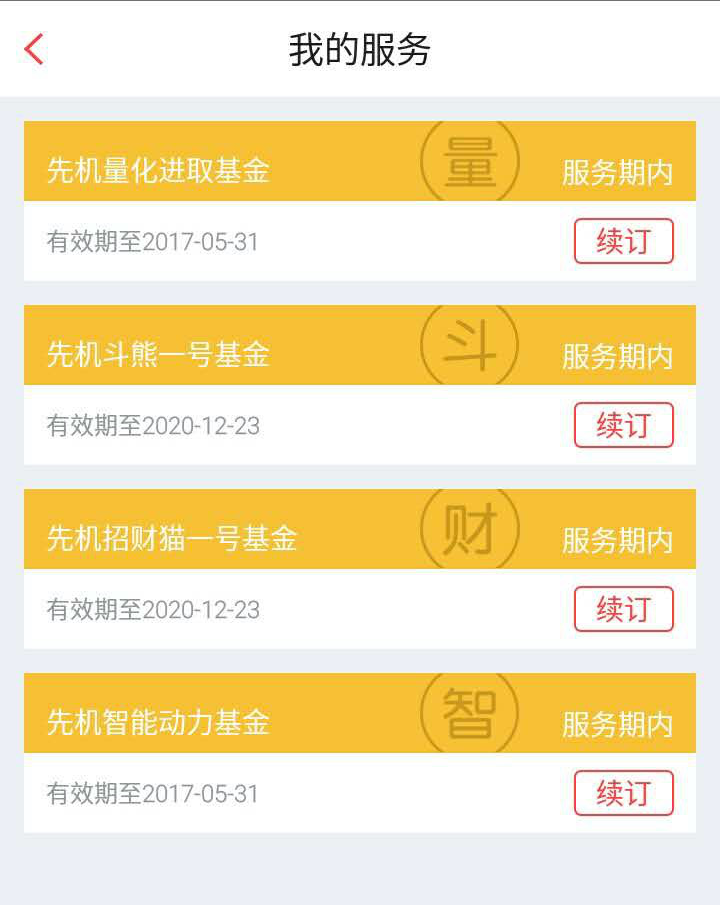 我的服务
先机量化进取基金 量 服务期内
有效期至2017-05-31 续订
先机斗熊一号基金 斗 服务期内
有效期至2020-12-23 续订
先机招财猫一号基金 财 服务期内
有效期至2020-12-23 续订
先机智能动力基金 智 服务期内
有效期至2017-05-31 续订